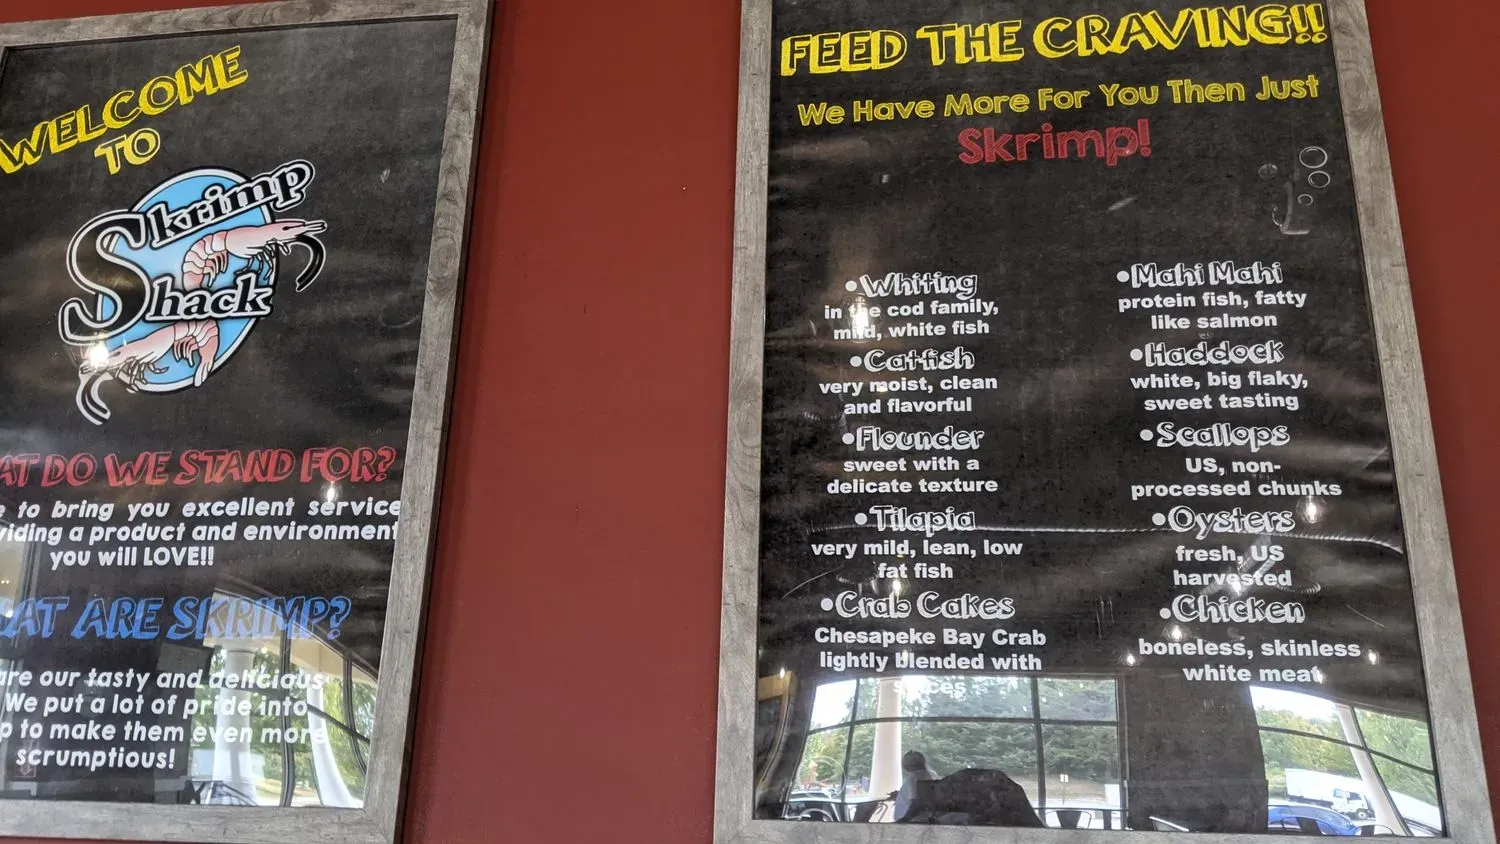 WELCOME
TO
Skrimp
Shack
DO WE STAND FOR?
to bring you excellent service
a product and environment
you will LOVE!!
ARE SKRIMP?
our tasty and delicious
We put a lot of pride into
to make them even more
scrumptious!
FEED THE CRAVING!!
We Have More For You Then Just
Skrimp!
•Whiting
in the cod family,
mild, white fish
•Catfish
very moist, clean
and flavorful
•Flounder
sweet with a
delicate texture
•Tilapia
very mild, lean, low
fat fish
•Crab Cakes
Chesapeke Bay Crab
lightly blended with
spices
•Mahi Mahi
protein fish, fatty
like salmon
•Haddock
white, big flaky,
sweet tasting
•Scallops
US, non-
processed chunks
•Oysters
fresh, US
harvested
•Chicken
boneless, skinless
white meat